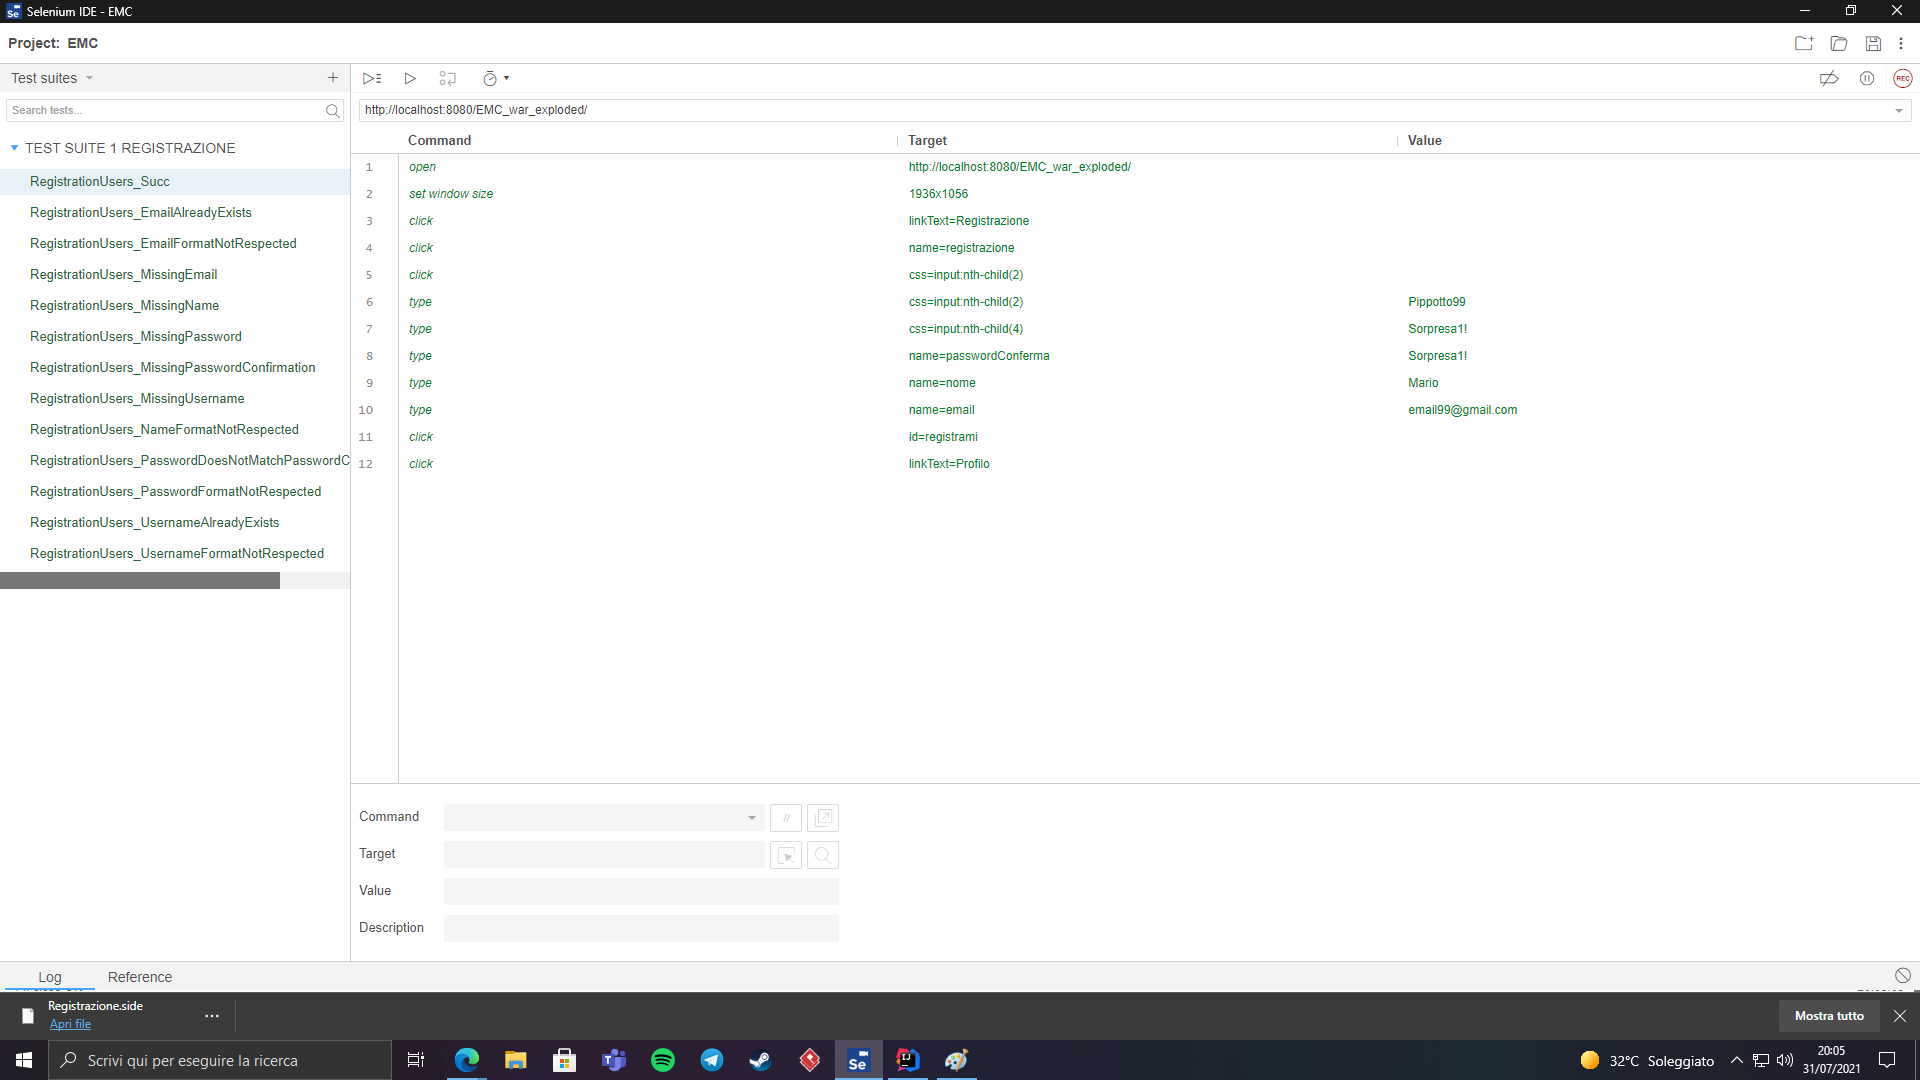 Selenium IDE - EMC
Project: EMC
Test suites
Search tests...
http://localhost:8080/EMC_war_exploded/
REC
TEST SUITE 1 REGISTRAZIONE
RegistrationUsers_Succ
RegistrationUsers_EmailAlreadyExists
RegistrationUsers_EmailFormatNotRespected
RegistrationUsers_MissingEmail
RegistrationUsers_MissingName
RegistrationUsers_MissingPassword
RegistrationUsers_MissingPasswordConfirmation
RegistrationUsers_MissingUsername
RegistrationUsers_NameFormatNotRespected
RegistrationUsers_PasswordDoesNotMatchPasswordC
RegistrationUsers_PasswordFormatNotRespected
RegistrationUsers_UsernameAlreadyExists
RegistrationUsers_UsernameFormatNotRespected
Command Target Value
1 open http://localhost:8080/EMC_war_exploded/
2 set window size 1936x1056
3 click linkText=Registrazione
4 click name=registrazione
5 click css=input:nth-child(2)
6 type css=input:nth-child(2) Pippotto99
7 type css=input:nth-child(4) Sorpresa1!
8 type name=passwordConferma Sorpresa1!
9 type name=nome Mario
10 type name=email email99@gmail.com
11 click id=registrami
12 click linkText=Profilo
Command //
Target
Value
Description
Log Reference
Registrazione.side
Apri file
Mostra tutto
Scrivi qui per eseguire la ricerca
Se
32°C Soleggiato
20:05
31/07/2021